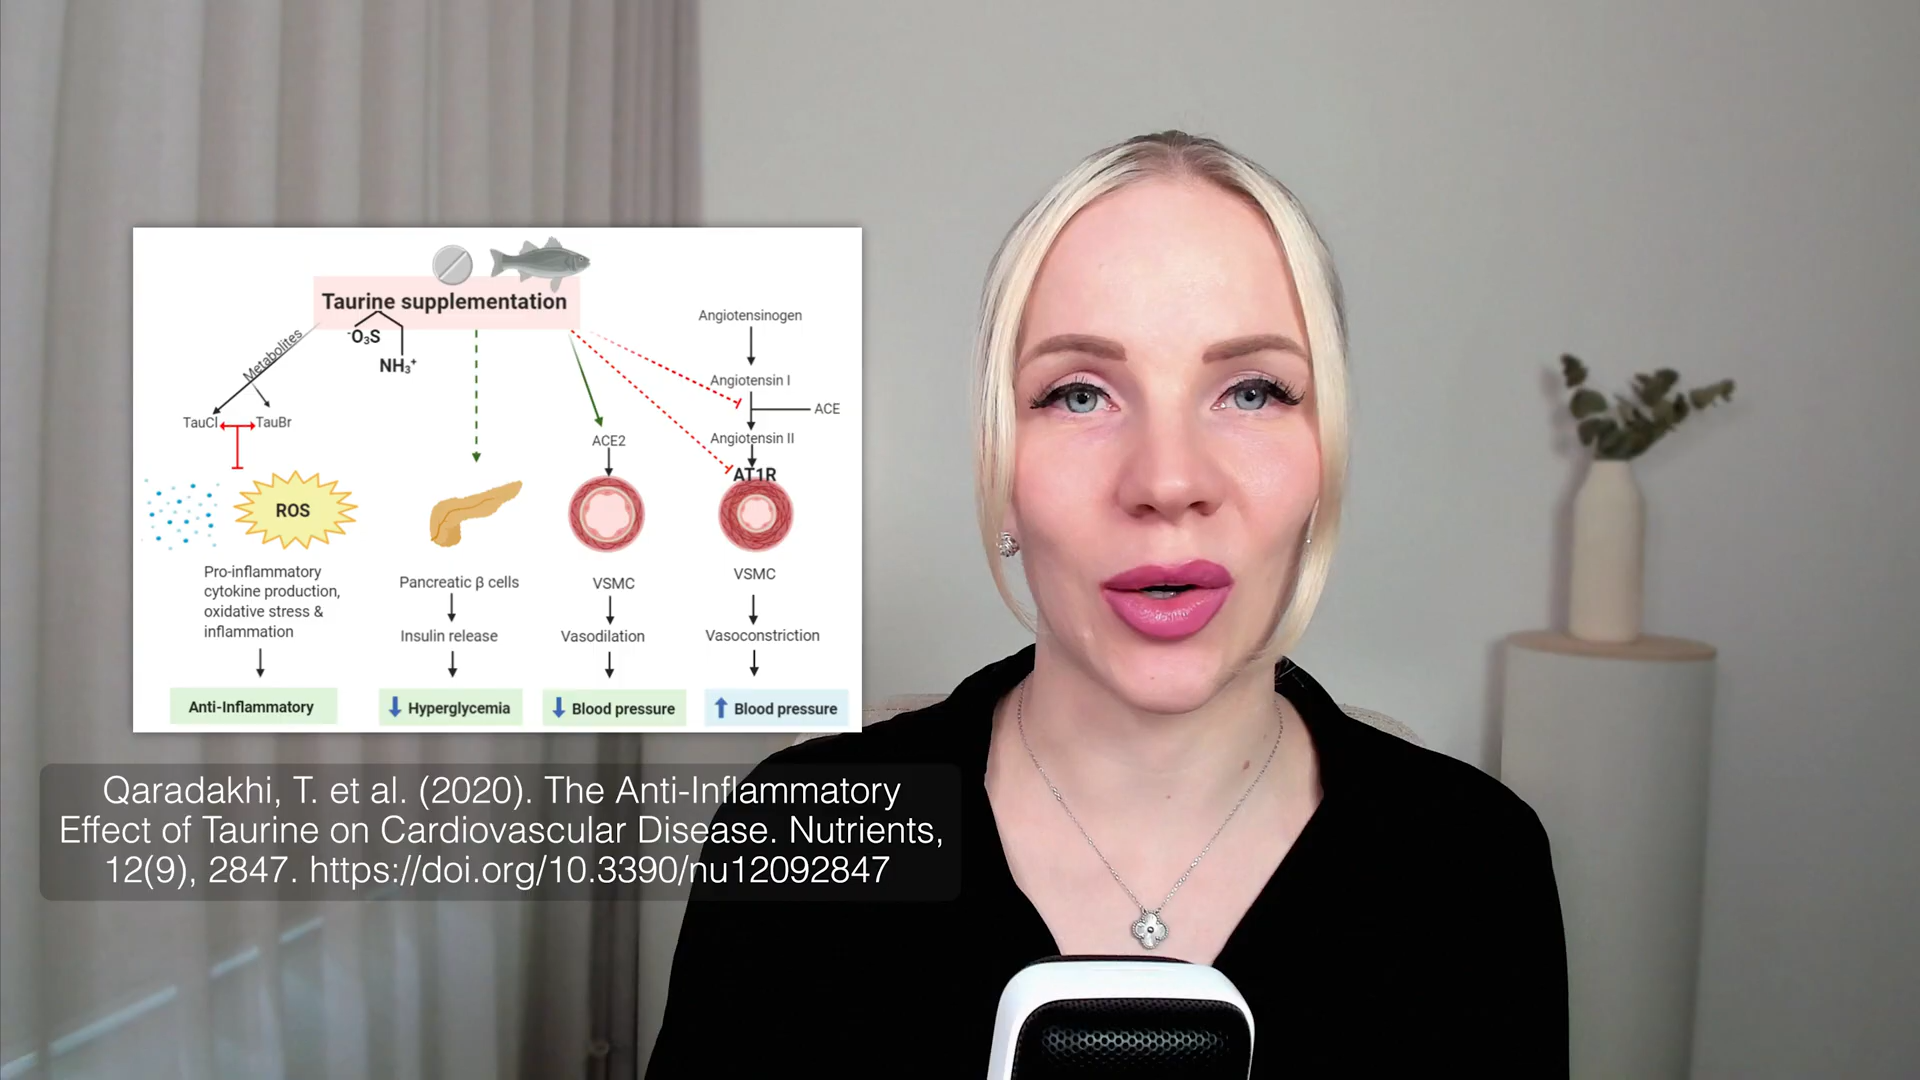 Taurine supplementation
-O3S
NH3+
Metabolites
TauCl
TauBr
ROS
Pro-inflammatory
cytokine production,
oxidative stress &
inflammation
Anti-Inflammatory
Pancreatic β cells
Insulin release
Hyperglycemia
ACE2
VSMC
Vasodilation
Blood pressure
Angiotensinogen
Angiotensin I
ACE
Angiotensin II
AT1R
VSMC
Vasoconstriction
Blood pressure
Qaradakhi, T. et al. (2020). The Anti-Inflammatory
Effect of Taurine on Cardiovascular Disease. Nutrients,
12(9), 2847. https://doi.org/10.3390/nu12092847